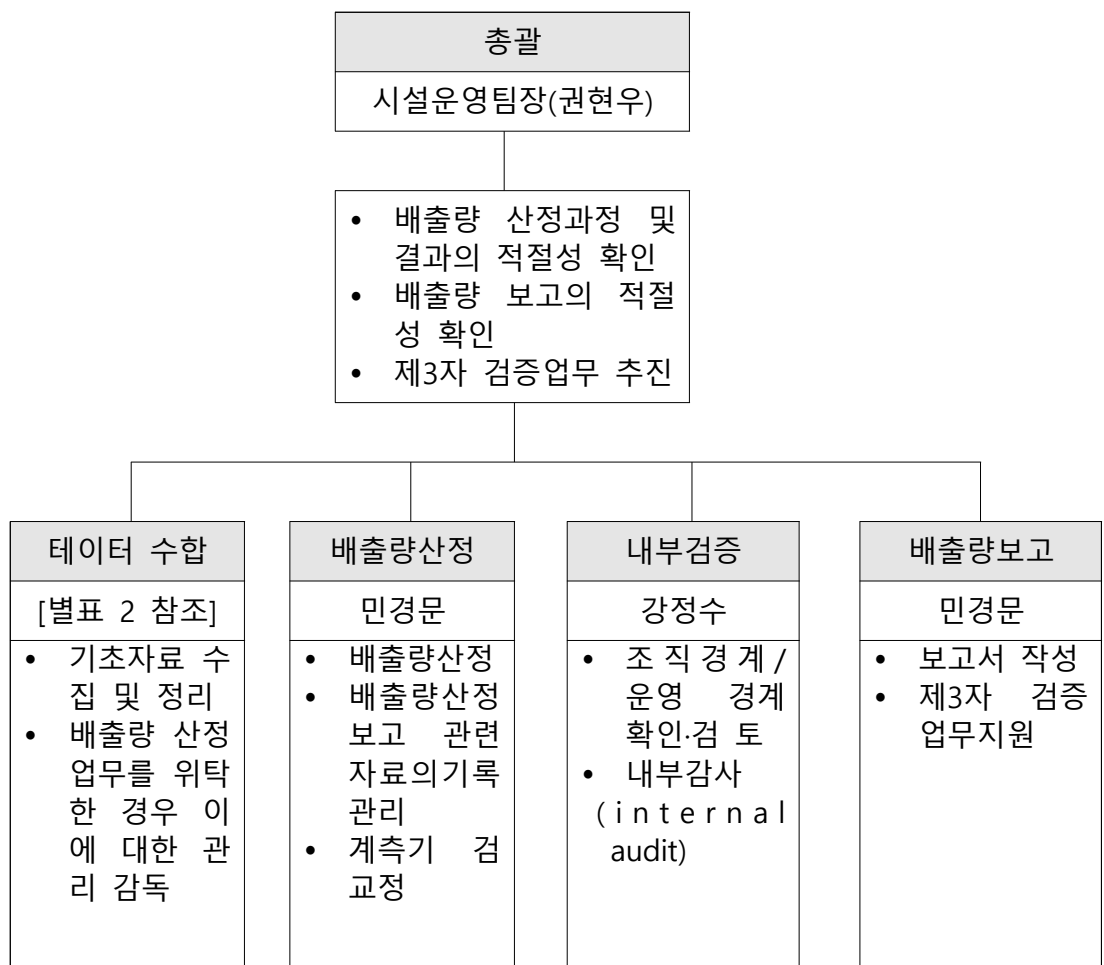 총괄
시설운영팀장(권현우)
• 배출량 산정과정 및
결과의 적절성 확인
• 배출량 보고의 적절
성 확인
• 제3자 검증업무 추진
테이터 수합
[별표 2 참조]
• 기초자료 수
집 및 정리
• 배출량 산정
업무를 위탁
한 경우 이
에 대한 관
리 감독
배출량산정
민경문
• 배출량산정
• 배출량산정
보고 관련
자료의기록
관리
• 계측기 검
교정
내부검증
강정수
• 조직경계/
운영 경계
확인·검 토
• 내부감사
(internal
audit)
배출량보고
민경문
• 보고서 작성
• 제3자 검증
업무지원